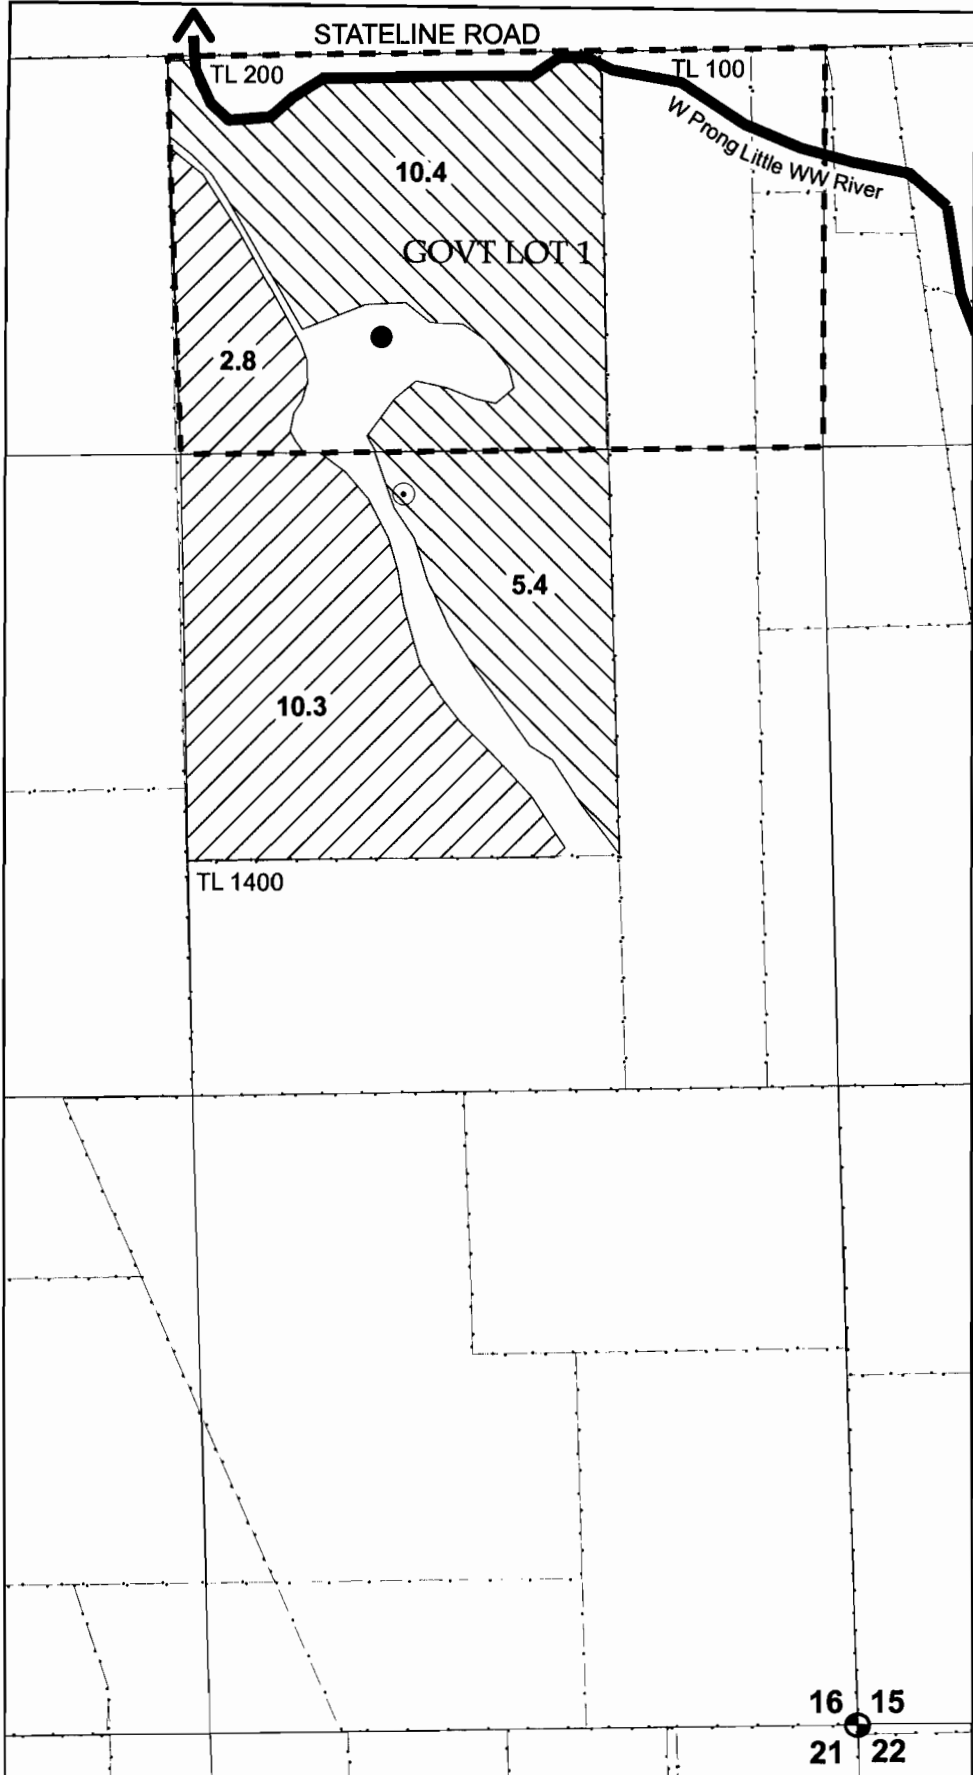 STATELINE ROAD
TL 200
TL 100
W Prong Little WW River
10.4
GOVT LOT 1
2.8
5.4
10.3
TL 1400
16 15
21 22